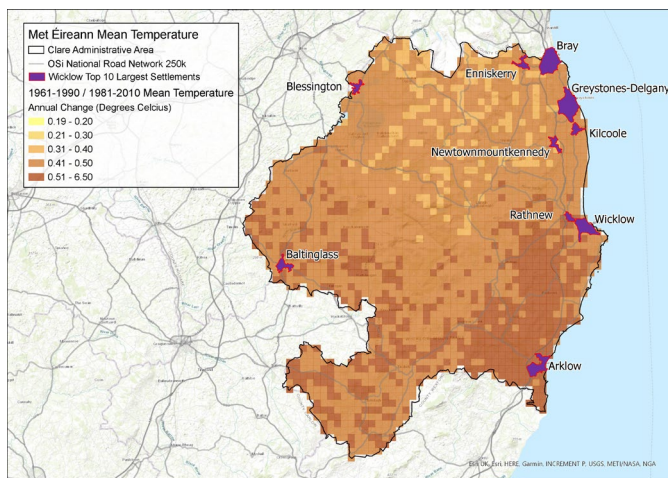 Met Éireann Mean Temperature
Clare Administrative Area
OSi National Road Network 250k
Wicklow Top 10 Largest Settlements
1961-1990 / 1981-2010 Mean Temperature
Annual Change (Degrees Celcius)
0.19 - 0.20
0.21 - 0.30
0.31 - 0.40
0.41 - 0.50
0.51 - 6.50
Bray
Enniskerry
Blessington
Greystones-Delgany
Kilcoole
Newtownmountkennedy
Rathnew
Wicklow
Baltinglass
Arklow
Esri UK, Esri, HERE, Garmin, INCREMENT P, USGS, METI/NASA, NGA